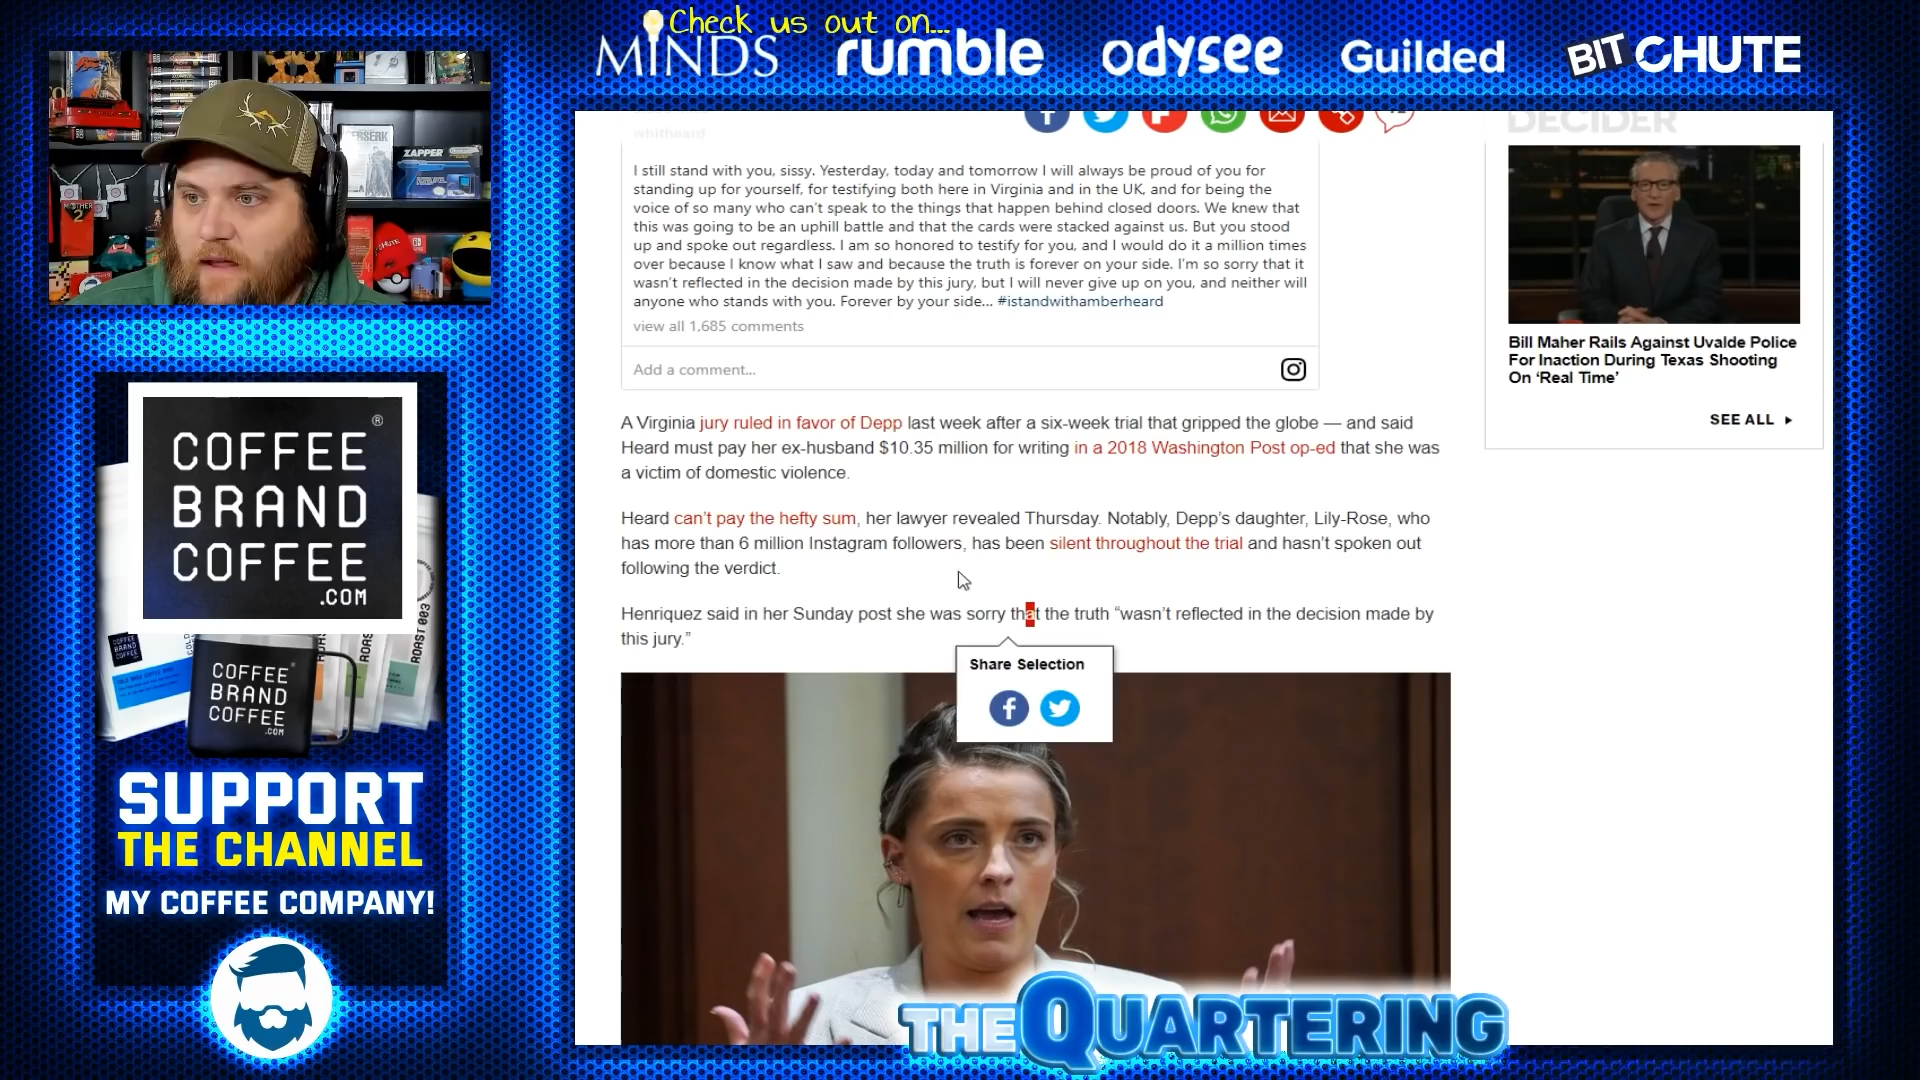 Check us out on...
MINDS
rumble
odysee
Guilded
BITCHUTE
BERSERK
ZAPPER
MOTHER
2
whitheard
I still stand with you, sissy. Yesterday, today and tomorrow I will always be proud of you for
standing up for yourself, for testifying both here in Virginia and in the UK, and for being the
voice of so many who can't speak to the things that happen behind closed doors. We knew that
this was going to be an uphill battle and that the cards were stacked against us. But you stood
up and spoke out regardless. I am so honored to testify for you, and I would do it a million times
over because I know what I saw and because the truth is forever on your side. I'm so sorry that it
wasn't reflected in the decision made by this jury, but I will never give up on you, and neither will
anyone who stands with you. Forever by your side... #istandwithamberheard
view all 1,685 comments
Add a comment...
A Virginia jury ruled in favor of Depp last week after a six-week trial that gripped the globe — and said
Heard must pay her ex-husband $10.35 million for writing in a 2018 Washington Post op-ed that she was
a victim of domestic violence.
Heard can't pay the hefty sum, her lawyer revealed Thursday. Notably, Depp's daughter, Lily-Rose, who
has more than 6 million Instagram followers, has been silent throughout the trial and hasn't spoken out
following the verdict.
Henriquez said in her Sunday post she was sorry that the truth “wasn't reflected in the decision made by
this jury.”
Share Selection
DECIDER
Bill Maher Rails Against Uvalde Police
For Inaction During Texas Shooting
On ‘Real Time’
SEE ALL
COFFEE ®
BRAND
COFFEE
.COM
COFFEE
BRAND
COFFEE
.COM
ROAST 003
SUPPORT
THE CHANNEL
MY COFFEE COMPANY!
THE QUARTERING